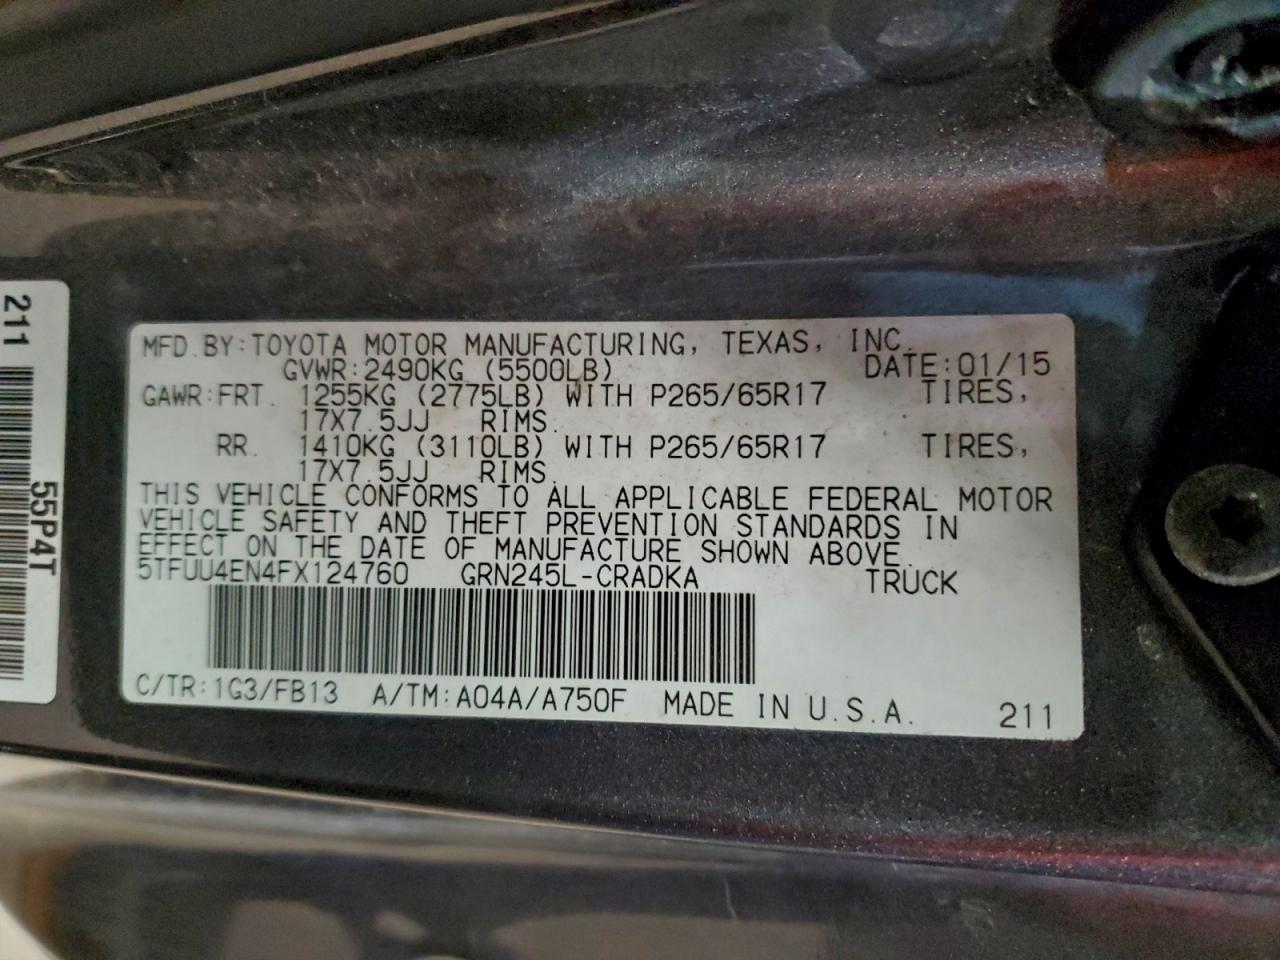 211
55P4T
MFD.BY:TOYOTA MOTOR MANUFACTURING, TEXAS, INC.
GVWR:2490KG (5500LB) DATE:01/15
GAWR:FRT. 1255KG (2775LB) WITH P265/65R17 TIRES,
17X7.5JJ RIMS.
RR. 1410KG (3110LB) WITH P265/65R17 TIRES,
17X7.5JJ RIMS.
THIS VEHICLE CONFORMS TO ALL APPLICABLE FEDERAL MOTOR
VEHICLE SAFETY AND THEFT PREVENTION STANDARDS IN
EFFECT ON THE DATE OF MANUFACTURE SHOWN ABOVE.
5TFUU4EN4FX124760 GRN245L-CRADKA TRUCK
C/TR:1G3/FB13 A/TM:A04A/A750F MADE IN U.S.A. 211